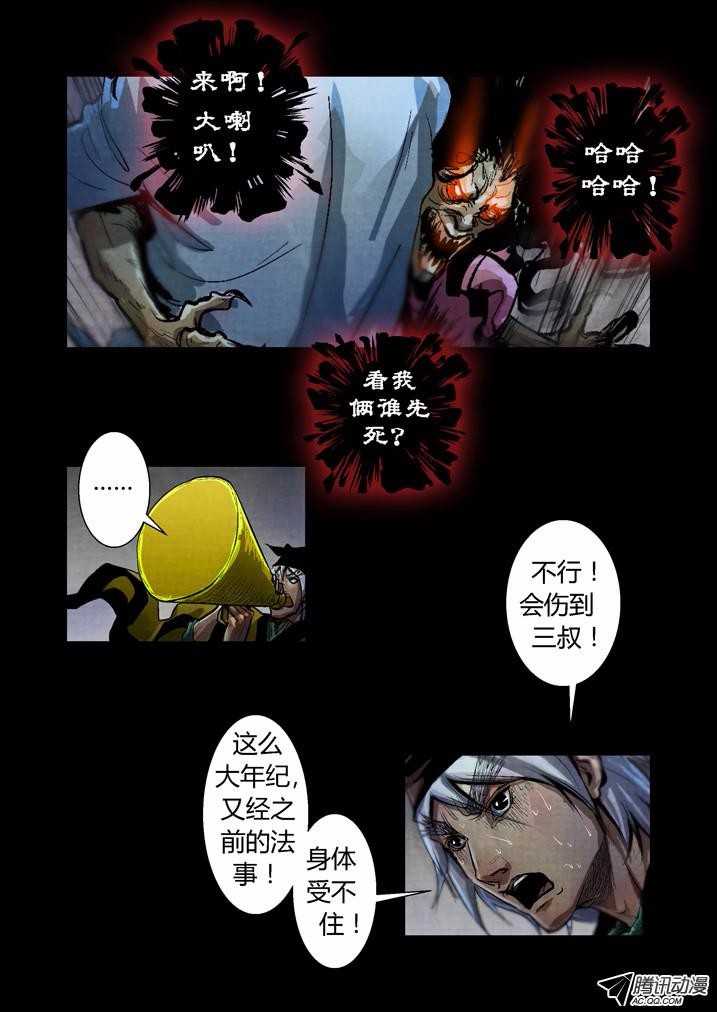 来啊！
大喇
叭！
哈哈
哈哈！
看我
俩谁先
死？
……
不行！
会伤到
三叔！
这么
大年纪，
又经之
前的法
事！
身体
受不
住！
腾讯动漫
AC.QQ.COM